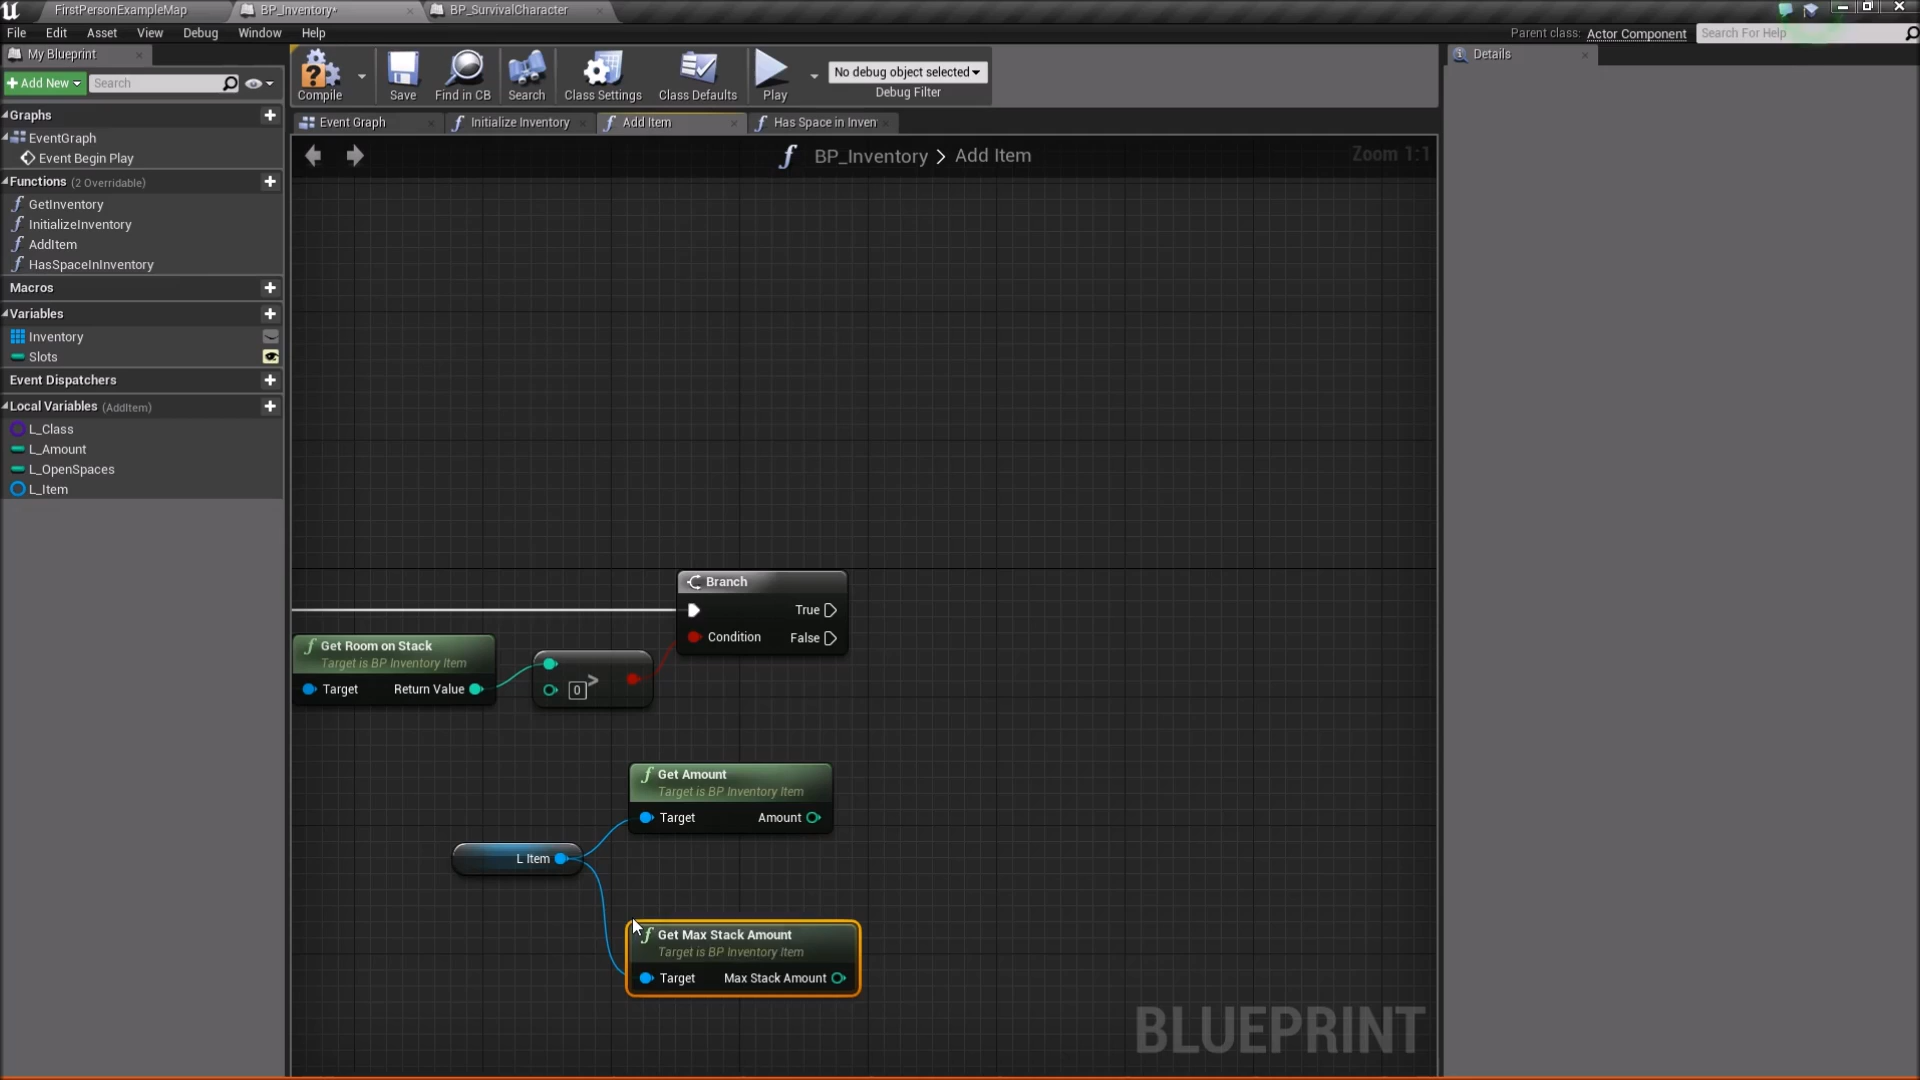 FirstPersonExampleMap
BP_Inventory*
BP_SurvivalCharacter
File Edit Asset View Debug Window Help
Parent class: Actor Component
Search For Help
My Blueprint
Add New
Search
Compile
Save
Find in CB
Search
Class Settings
Class Defaults
Play
No debug object selected
Debug Filter
Details
Graphs
EventGraph
Event Begin Play
Functions (2 Overridable)
GetInventory
InitializeInventory
AddItem
HasSpaceInInventory
Macros
Variables
Inventory
Slots
Event Dispatchers
Local Variables (AddItem)
L_Class
L_Amount
L_OpenSpaces
L_Item
Event Graph
Initialize Inventory
Add Item
Has Space in Inven
BP_Inventory > Add Item
Zoom 1:1
Branch
True
Condition False
Get Room on Stack
Target is BP Inventory Item
Target Return Value
0 >
Get Amount
Target is BP Inventory Item
Target Amount
L Item
Get Max Stack Amount
Target is BP Inventory Item
Target Max Stack Amount
BLUEPRINT